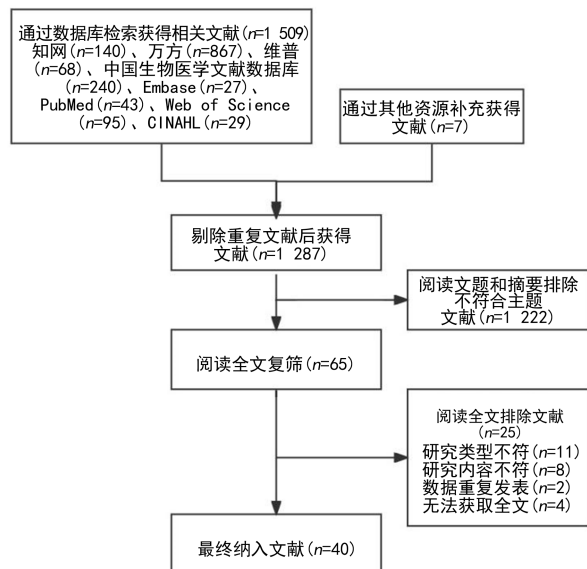 通过数据库检索获得相关文献(n=1 509)
知网(n=140)、万方(n=867)、维普
(n=68)、中国生物医学文献数据库
(n=240)、Embase(n=27)、
PubMed(n=43)、Web of Science
(n=95)、CINAHL(n=29)
通过其他资源补充获得
文献(n=7)
剔除重复文献后获得
文献(n=1 287)
阅读文题和摘要排除
不符合主题
文献(n=1 222)
阅读全文复筛(n=65)
阅读全文排除文献
(n=25)
研究类型不符(n=11)
研究内容不符(n=8)
数据重复发表(n=2)
无法获取全文(n=4)
最终纳入文献(n=40)